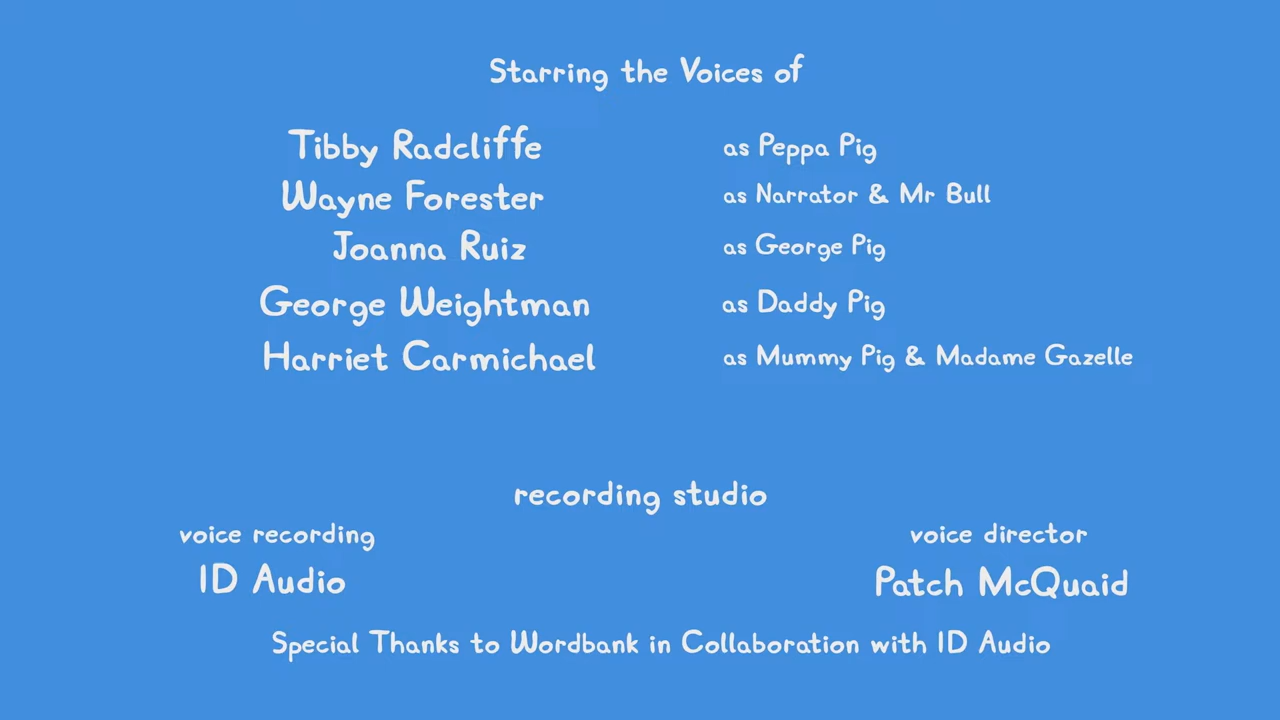 Starring the Voices of
Tibby Radcliffe as Peppa Pig
Wayne Forester as Narrator & Mr Bull
Joanna Ruiz as George Pig
George Weightman as Daddy Pig
Harriet Carmichael as Mummy Pig & Madame Gazelle
recording studio
voice recording voice director
ID Audio Patch McQuaid
Special Thanks to Wordbank in Collaboration with ID Audio